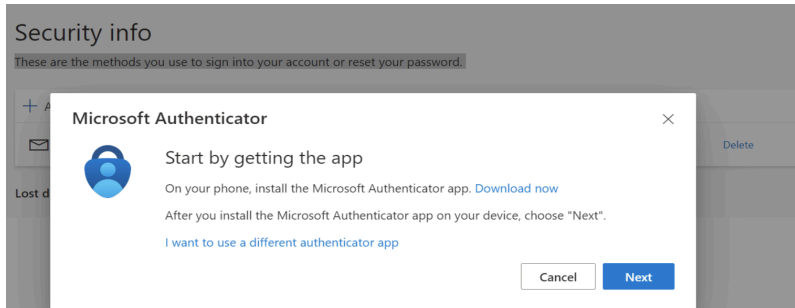 Security info
These are the methods you use to sign into your account or reset your password.
Microsoft Authenticator
Delete
Start by getting the app
On your phone, install the Microsoft Authenticator app. Download now
Lost d
After you install the Microsoft Authenticator app on your device, choose "Next".
I want to use a different authenticator app
Cancel
Next